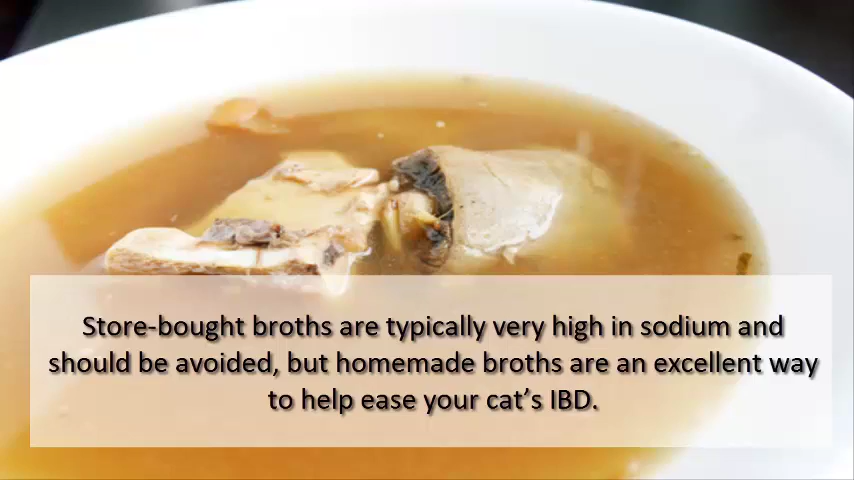 Store-bought broths are typically very high in sodium and
should be avoided, but homemade broths are an excellent way
to help ease your cat’s IBD.